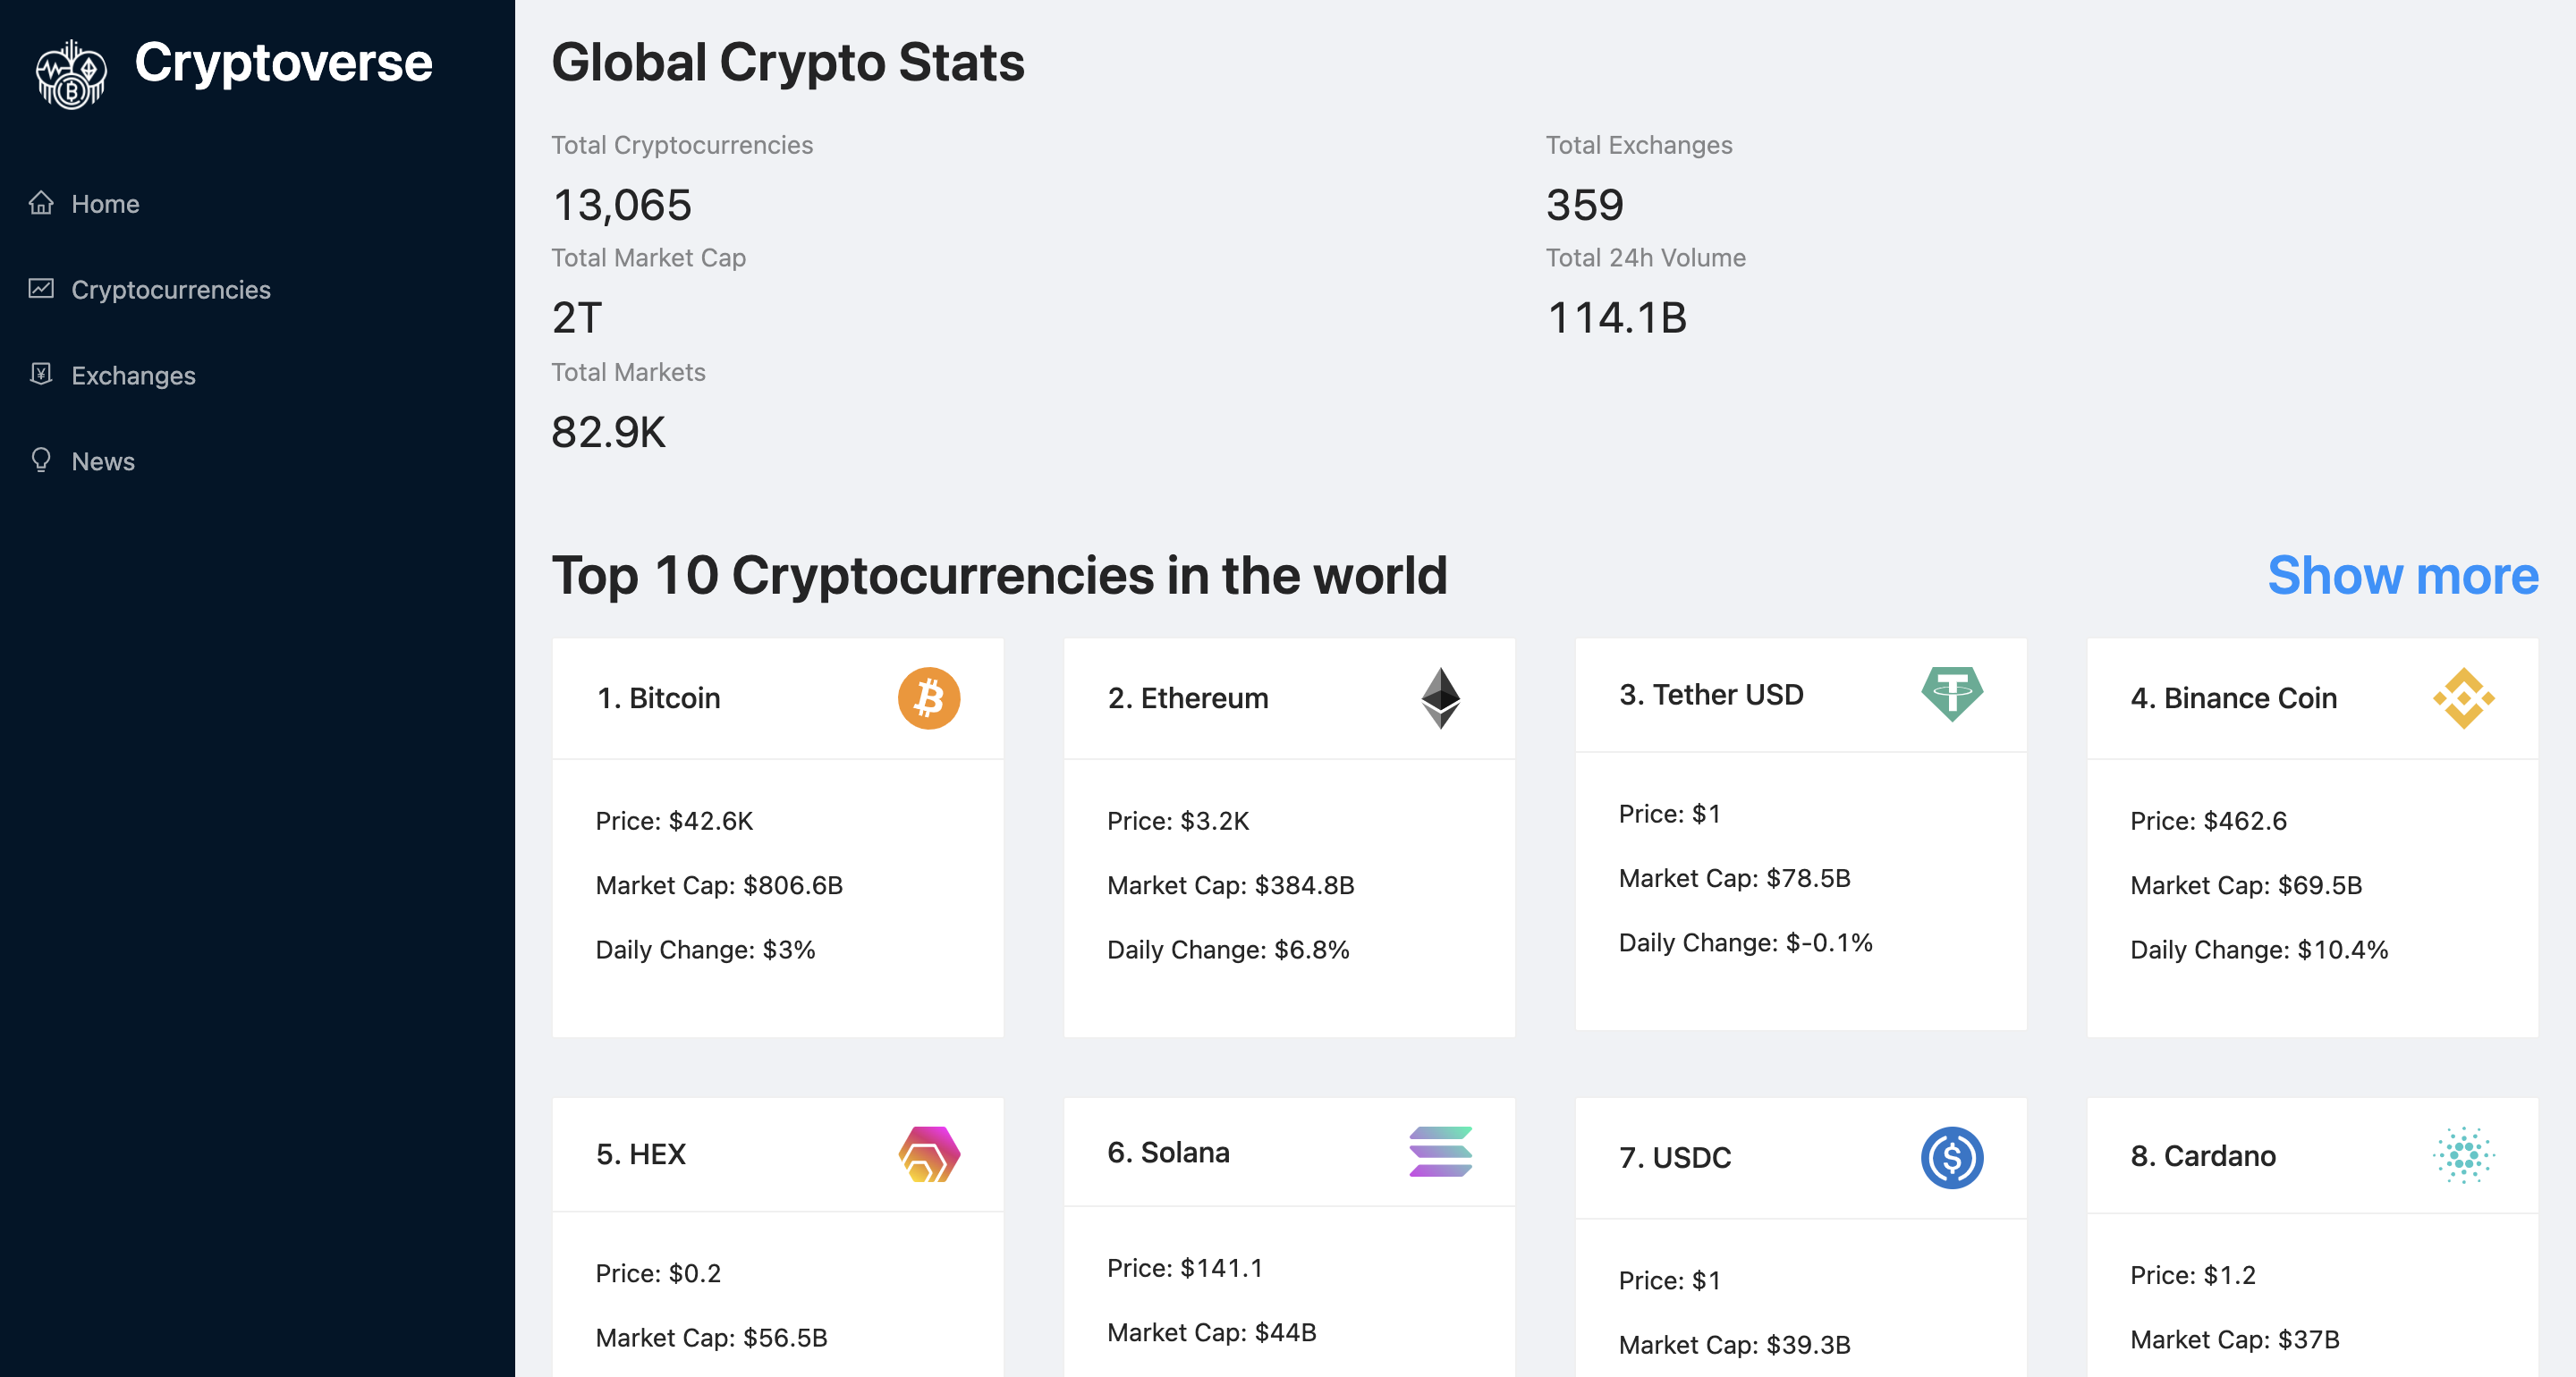 Cryptoverse
Home
Cryptocurrencies
Exchanges
News
Global Crypto Stats
Total Cryptocurrencies
13,065
Total Exchanges
359
Total Market Cap
2T
Total 24h Volume
114.1B
Total Markets
82.9K
Top 10 Cryptocurrencies in the world
Show more
1. Bitcoin
Price: $42.6K
Market Cap: $806.6B
Daily Change: $3%
2. Ethereum
Price: $3.2K
Market Cap: $384.8B
Daily Change: $6.8%
3. Tether USD
Price: $1
Market Cap: $78.5B
Daily Change: $-0.1%
4. Binance Coin
Price: $462.6
Market Cap: $69.5B
Daily Change: $10.4%
5. HEX
Price: $0.2
Market Cap: $56.5B
6. Solana
Price: $141.1
Market Cap: $44B
7. USDC
Price: $1
Market Cap: $39.3B
8. Cardano
Price: $1.2
Market Cap: $37B